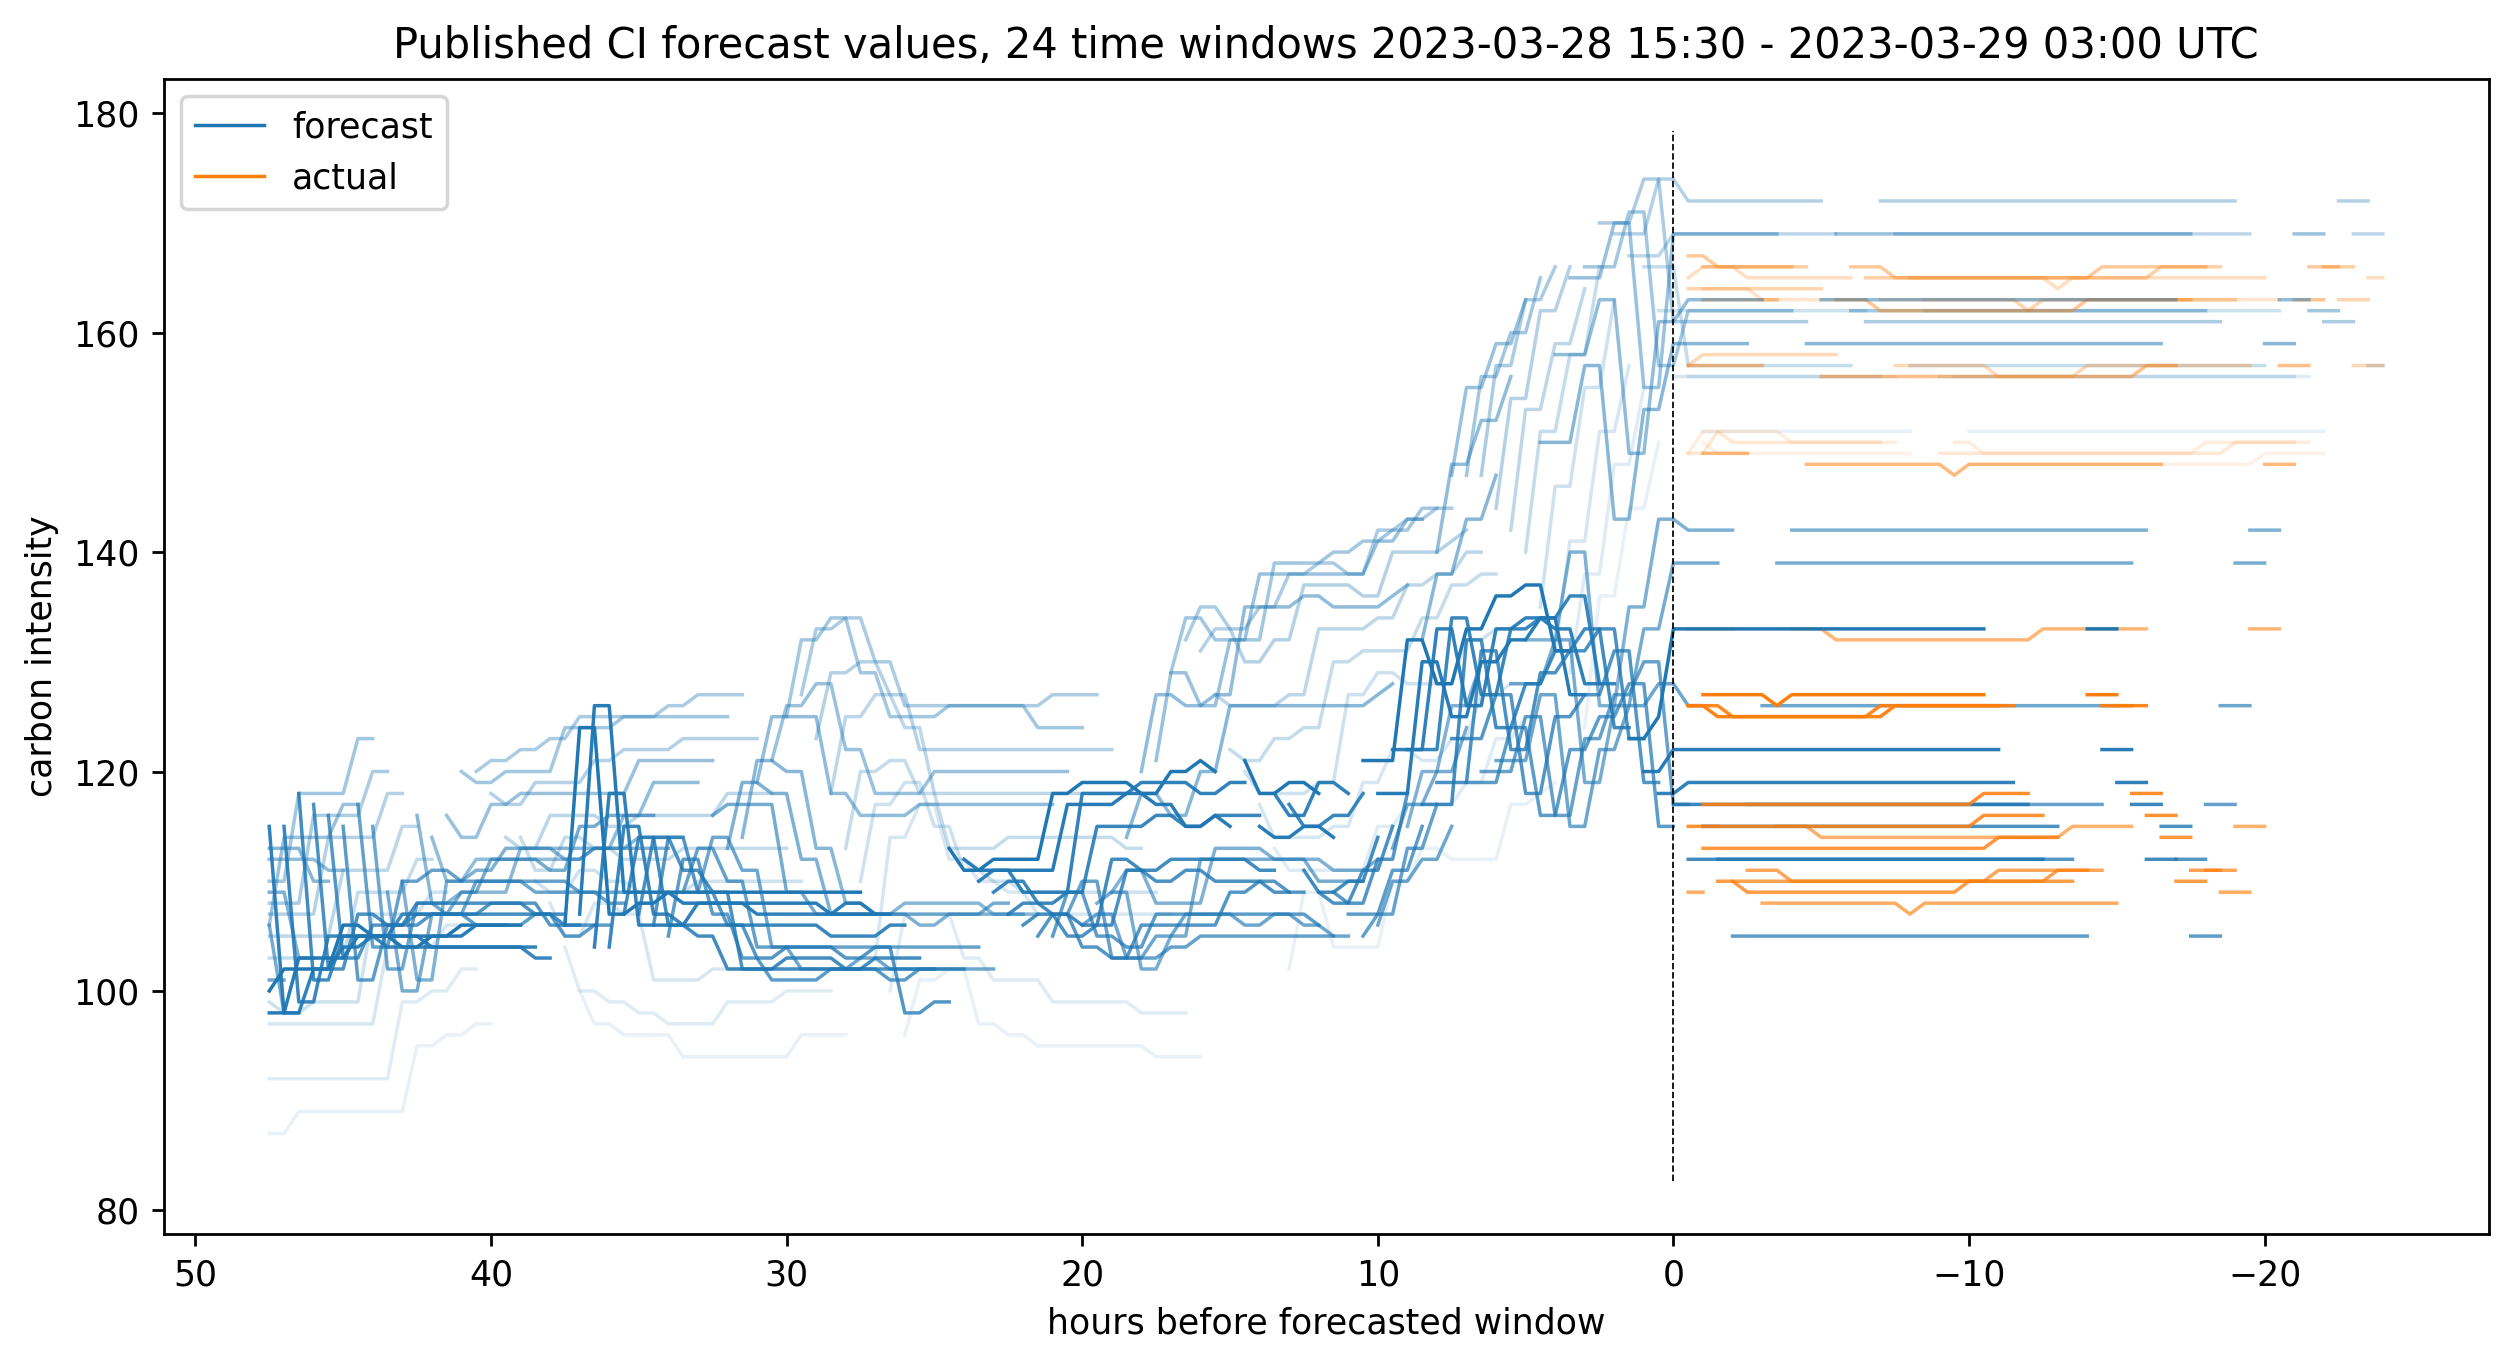 Published CI forecast values, 24 time windows 2023-03-28 15:30 - 2023-03-29 03:00 UTC
forecast
actual
180
160
140
120
100
80
carbon intensity
50
40
30
20
10
0
−10
−20
hours before forecasted window